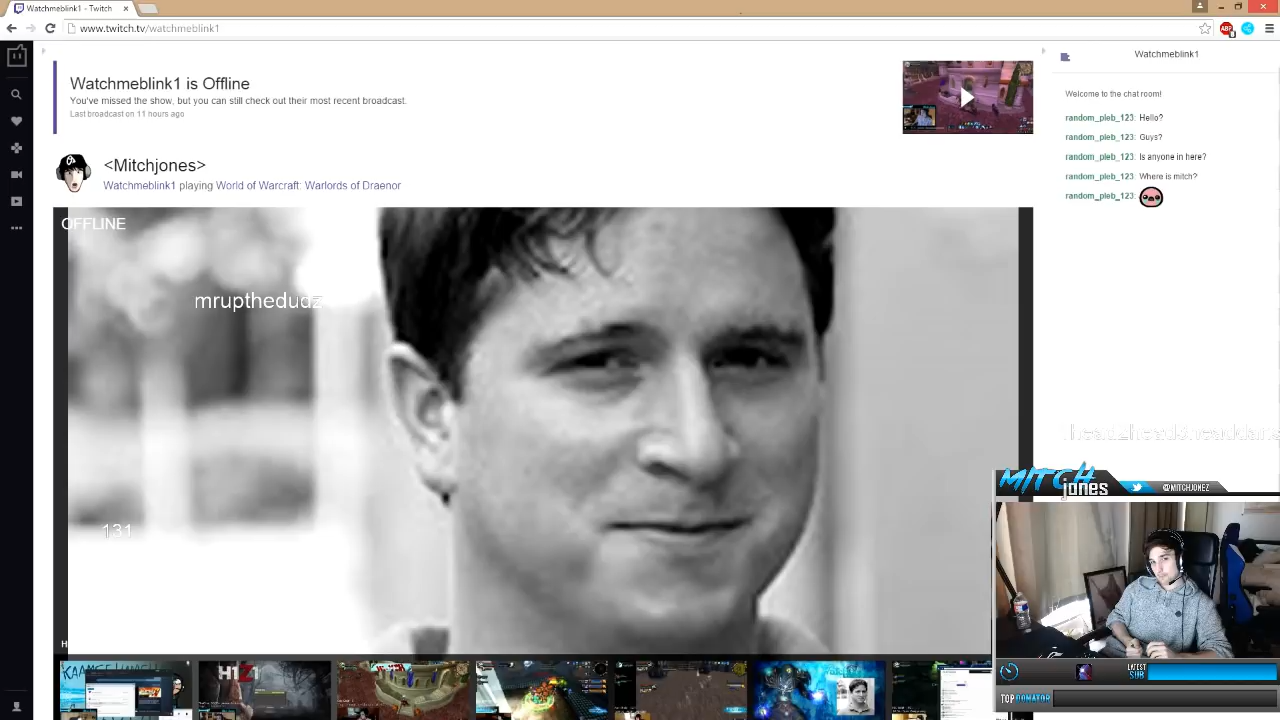 Watchmeblink1 - Twitch
www.twitch.tv/watchmeblink1
ABP
Watchmeblink1 is Offline
You've missed the show, but you can still check out their most recent broadcast.
Last broadcast on 11 hours ago
<Mitchjones>
Watchmeblink1 playing World of Warcraft: Warlords of Draenor
OFFLINE
mrupthedudz
131
H
H1Z1
Watchmeblink1
Welcome to the chat room!
random_pleb_123: Hello?
random_pleb_123: Guys?
random_pleb_123: Is anyone in here?
random_pleb_123: Where is mitch?
random_pleb_123:
MITCH
jones
@MITCHJONEZ
LATEST
SUB
TOP DONATOR